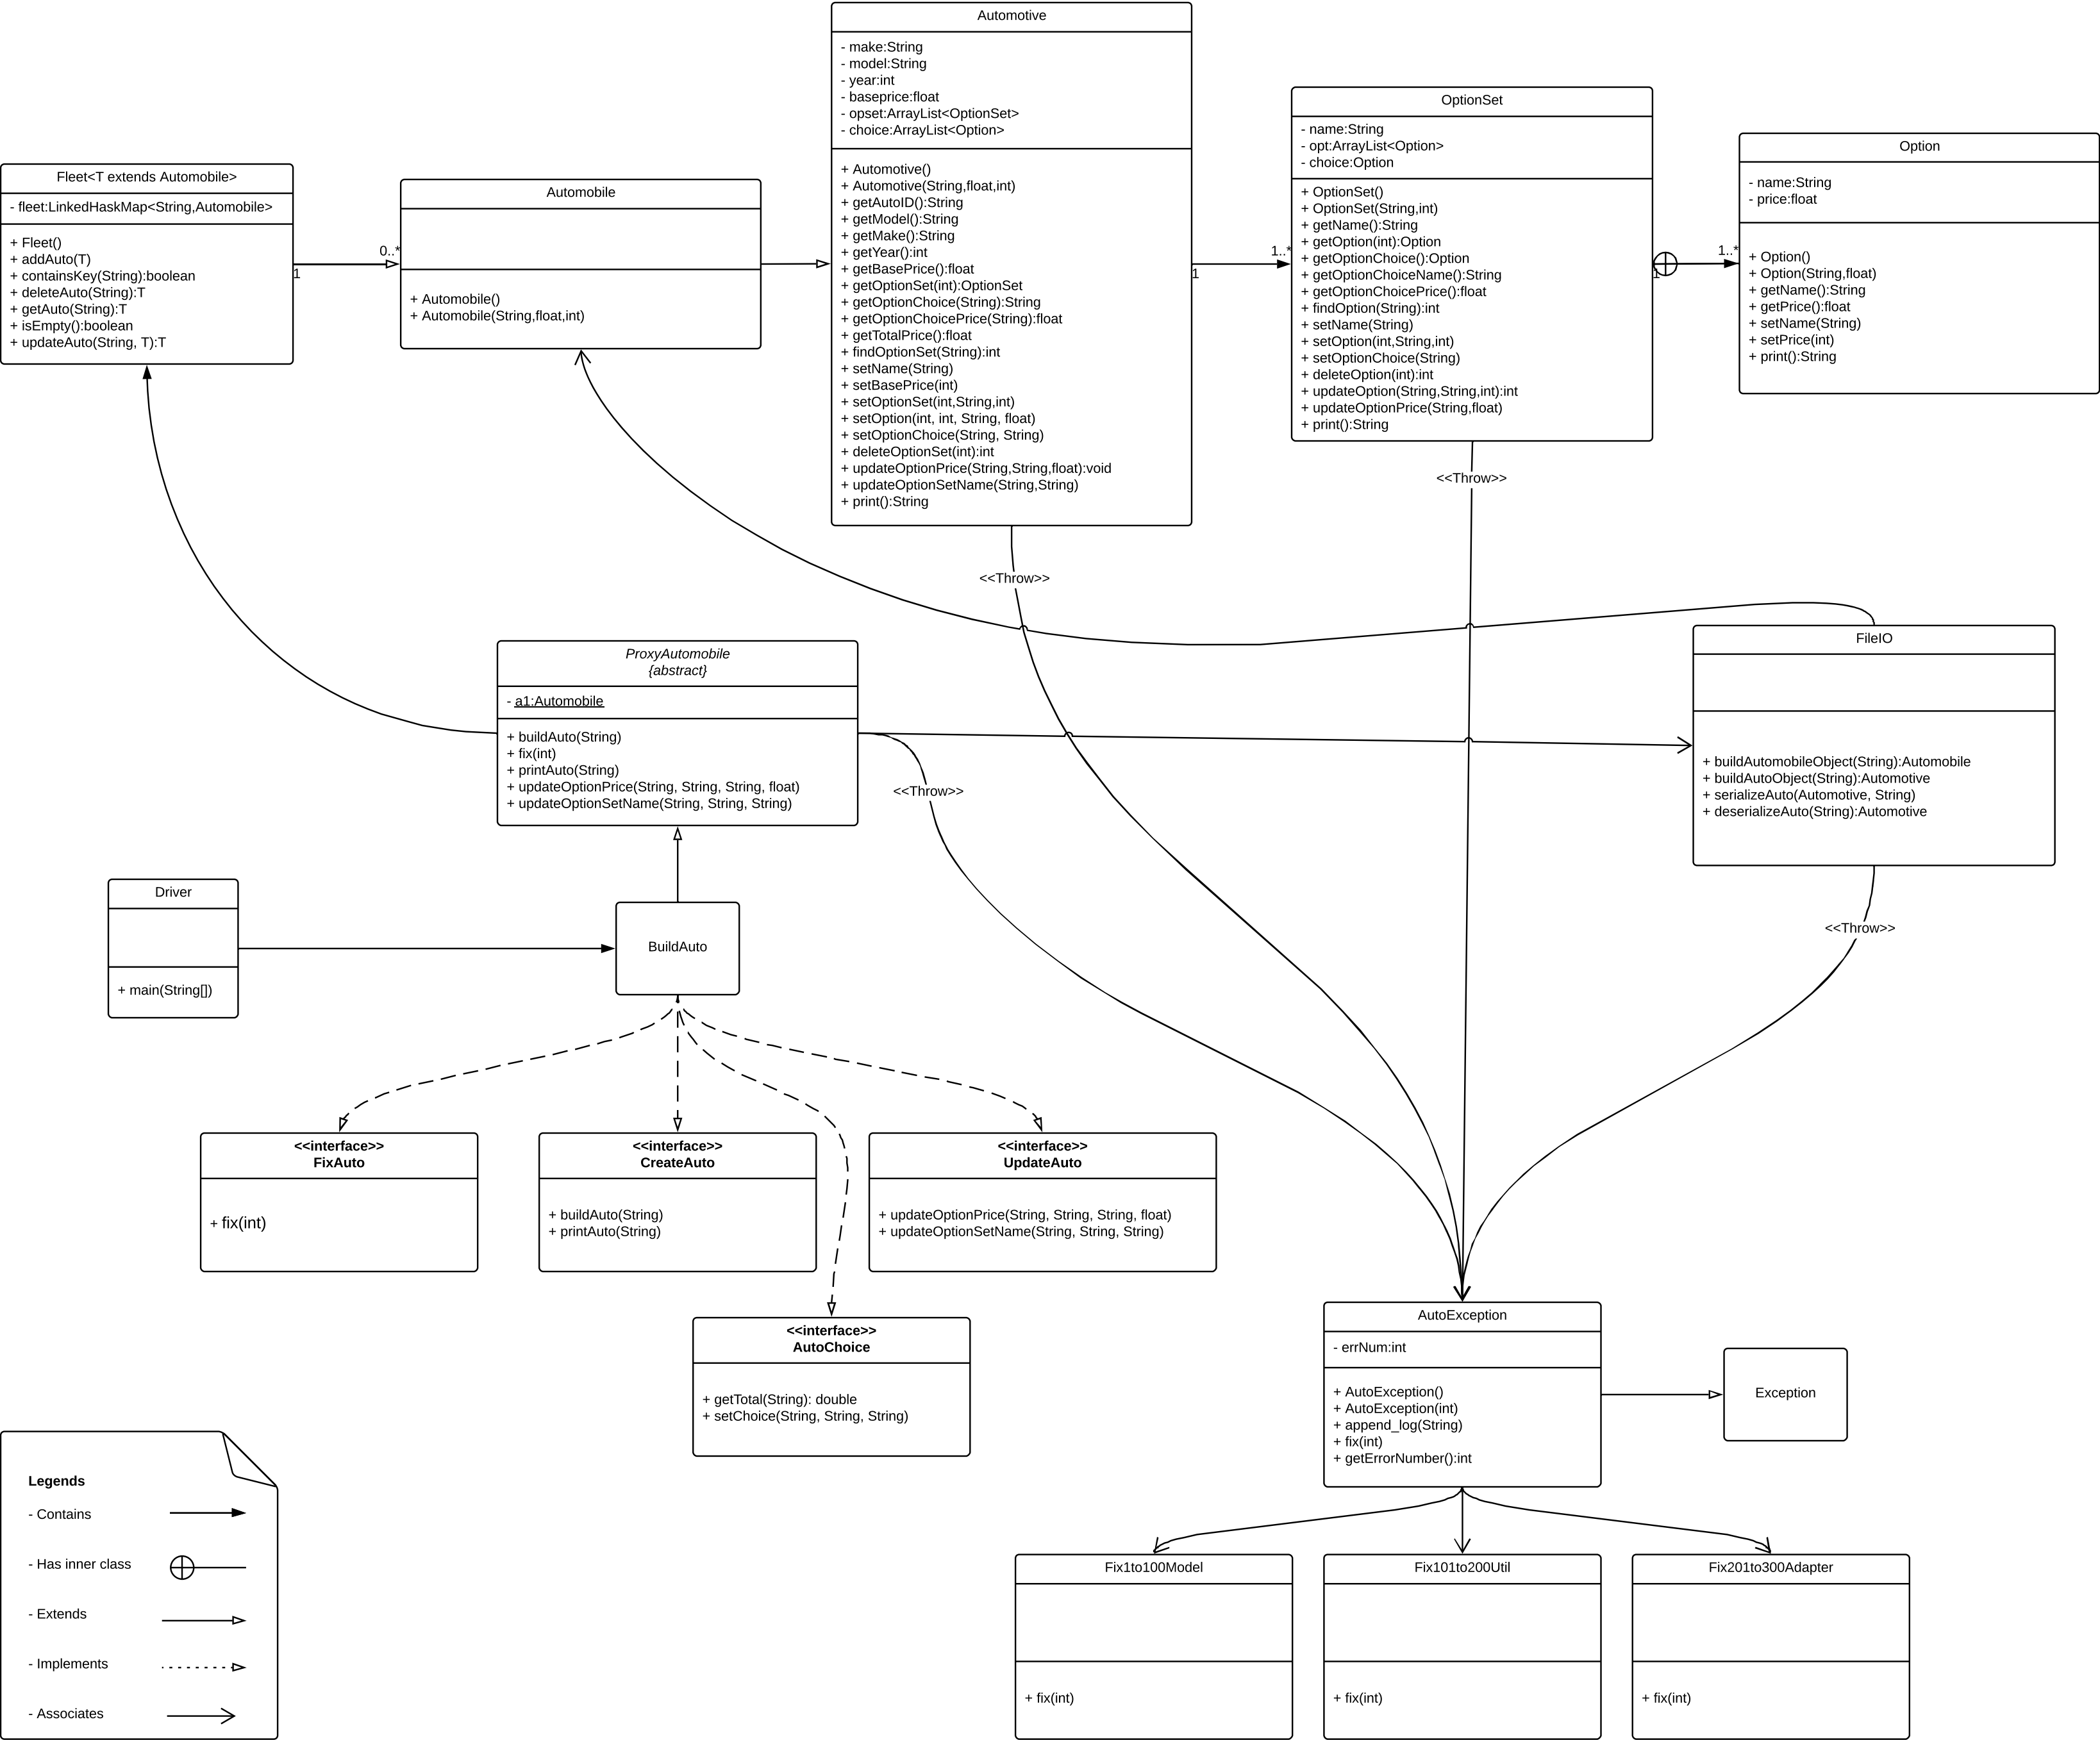 Automotive
- make:String
- model:String
- year:int
- baseprice:float
- opset:ArrayList<OptionSet>
- choice:ArrayList<Option>
+ Automotive()
+ Automotive(String,float,int)
+ getAutoID():String
+ getModel():String
+ getMake():String
+ getYear():int
+ getBasePrice():float
+ getOptionSet(int):OptionSet
+ getOptionChoice(String):String
+ getOptionChoicePrice(String):float
+ getTotalPrice():float
+ findOptionSet(String):int
+ setName(String)
+ setBasePrice(int)
+ setOptionSet(int,String,int)
+ setOption(int, int, String, float)
+ setOptionChoice(String, String)
+ deleteOptionSet(int):int
+ updateOptionPrice(String,String,float):void
+ updateOptionSetName(String,String)
+ print():String
Fleet<T extends Automobile>
- fleet:LinkedHaskMap<String,Automobile>
+ Fleet()
+ addAuto(T)
+ containsKey(String):boolean
+ deleteAuto(String):T
+ getAuto(String):T
+ isEmpty():boolean
+ updateAuto(String, T):T
1
0..*
Automobile
+ Automobile()
+ Automobile(String,float,int)
1
1..*
OptionSet
- name:String
- opt:ArrayList<Option>
- choice:Option
+ OptionSet()
+ OptionSet(String,int)
+ getName():String
+ getOption(int):Option
+ getOptionChoice():Option
+ getOptionChoiceName():String
+ getOptionChoicePrice():float
+ findOption(String):int
+ setName(String)
+ setOption(int,String,int)
+ setOptionChoice(String)
+ deleteOption(int):int
+ updateOption(String,String,int):int
+ updateOptionPrice(String,float)
+ print():String
1
1..*
Option
- name:String
- price:float
+ Option()
+ Option(String,float)
+ getName():String
+ getPrice():float
+ setName(String)
+ setPrice(int)
+ print():String
<<Throw>>
<<Throw>>
ProxyAutomobile
{abstract}
- a1:Automobile
+ buildAuto(String)
+ fix(int)
+ printAuto(String)
+ updateOptionPrice(String, String, String, float)
+ updateOptionSetName(String, String, String)
<<Throw>>
FileIO
+ buildAutomobileObject(String):Automobile
+ buildAutoObject(String):Automotive
+ serializeAuto(Automotive, String)
+ deserializeAuto(String):Automotive
<<Throw>>
Driver
+ main(String[])
BuildAuto
<<interface>>
FixAuto
+ fix(int)
<<interface>>
CreateAuto
+ buildAuto(String)
+ printAuto(String)
<<interface>>
UpdateAuto
+ updateOptionPrice(String, String, String, float)
+ updateOptionSetName(String, String, String)
<<interface>>
AutoChoice
+ getTotal(String): double
+ setChoice(String, String, String)
AutoException
- errNum:int
+ AutoException()
+ AutoException(int)
+ append_log(String)
+ fix(int)
+ getErrorNumber():int
Exception
Fix1to100Model
+ fix(int)
Fix101to200Util
+ fix(int)
Fix201to300Adapter
+ fix(int)
Legends
- Contains
- Has inner class
- Extends
- Implements
- Associates